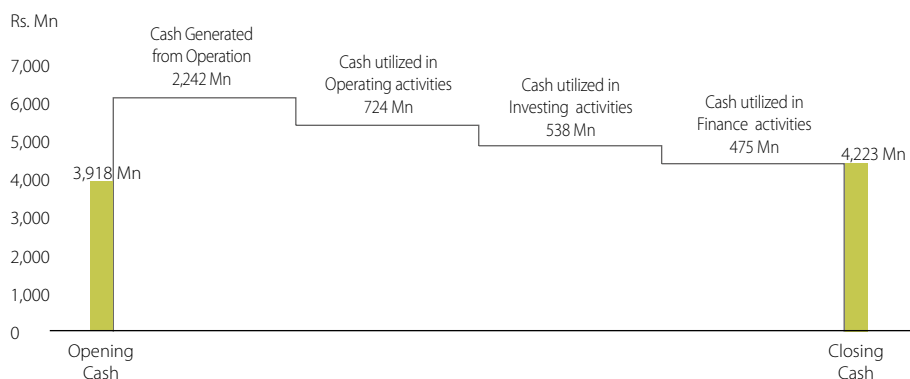 Rs. Mn
7,000
6,000
5,000
4,000
3,000
2,000
1,000
0
Cash Generated
from Operation
2,242 Mn
Cash utilized in
Operating activities
724 Mn
Cash utilized in
Investing activities
538 Mn
Cash utilized in
Finance activities
475 Mn
3,918 Mn
4,223 Mn
Opening
Cash
Closing
Cash